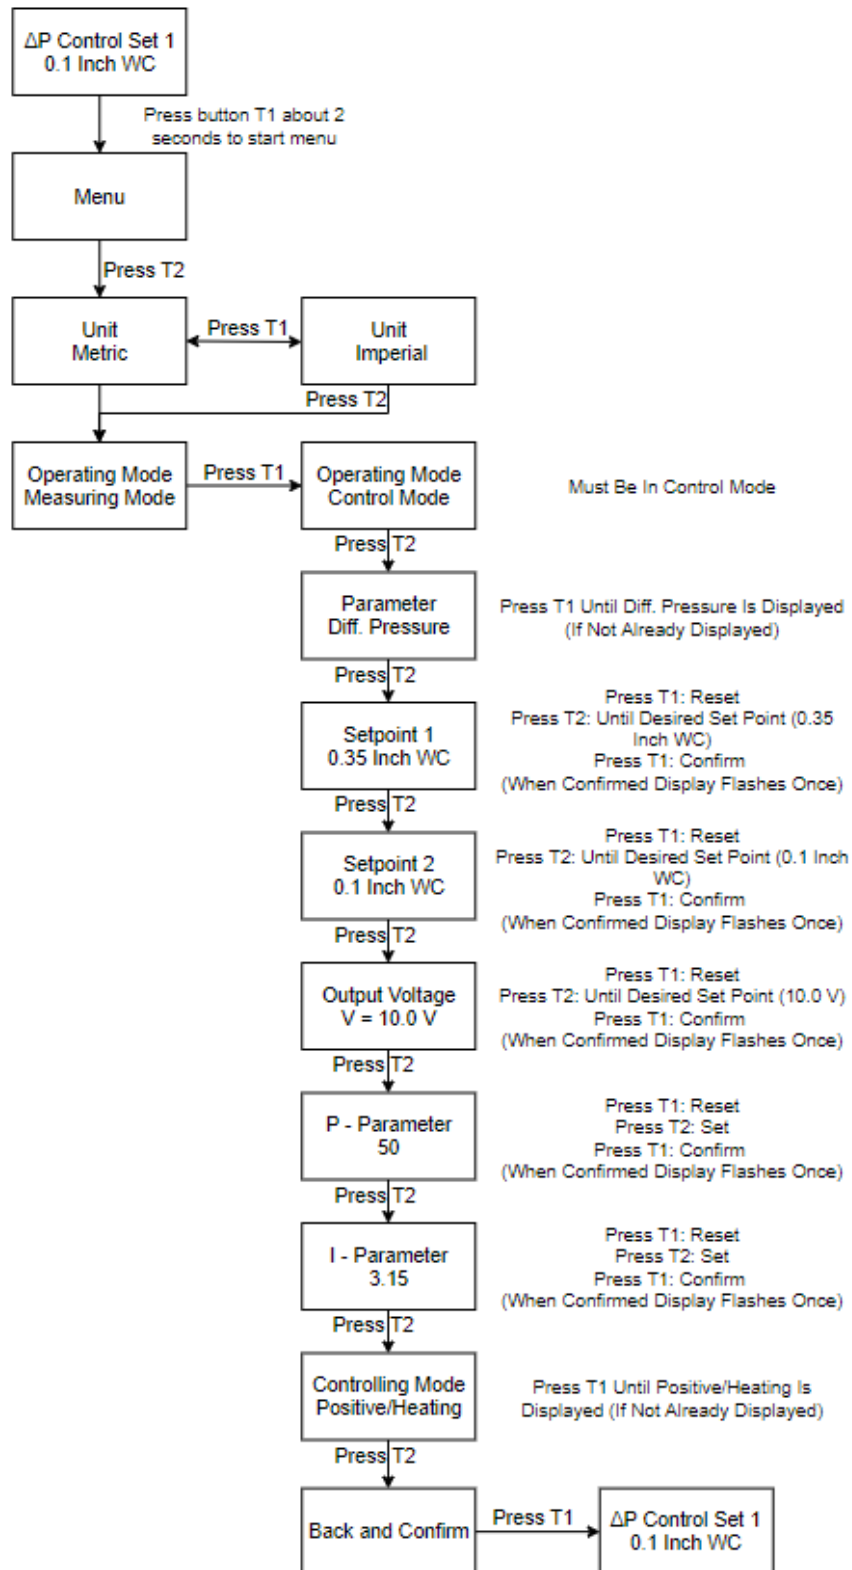 ΔP Control Set 1
0.1 Inch WC
Press button T1 about 2
seconds to start menu
Menu
Press T2
Unit
Metric
Press T1
Unit
Imperial
Press T2
Operating Mode
Measuring Mode
Press T1
Operating Mode
Control Mode
Must Be In Control Mode
Press T2
Parameter
Diff. Pressure
Press T1 Until Diff. Pressure Is Displayed
(If Not Already Displayed)
Press T2
Setpoint 1
0.35 Inch WC
Press T1: Reset
Press T2: Until Desired Set Point (0.35
Inch WC)
Press T1: Confirm
(When Confirmed Display Flashes Once)
Press T2
Setpoint 2
0.1 Inch WC
Press T1: Reset
Press T2: Until Desired Set Point (0.1 Inch
WC)
Press T1: Confirm
(When Confirmed Display Flashes Once)
Press T2
Output Voltage
V = 10.0 V
Press T1: Reset
Press T2: Until Desired Set Point (10.0 V)
Press T1: Confirm
(When Confirmed Display Flashes Once)
Press T2
P - Parameter
50
Press T1: Reset
Press T2: Set
Press T1: Confirm
(When Confirmed Display Flashes Once)
Press T2
I - Parameter
3.15
Press T1: Reset
Press T2: Set
Press T1: Confirm
(When Confirmed Display Flashes Once)
Press T2
Controlling Mode
Positive/Heating
Press T1 Until Positive/Heating Is
Displayed (If Not Already Displayed)
Press T2
Back and Confirm
Press T1
ΔP Control Set 1
0.1 Inch WC